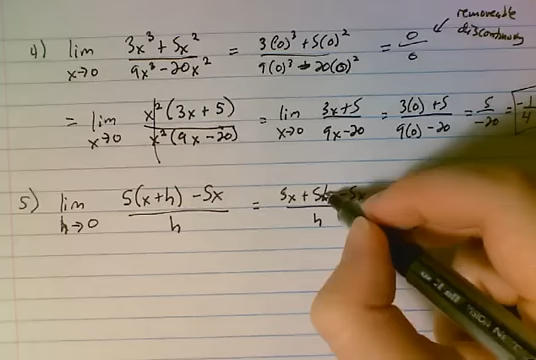 removeable
discontinuity
4) lim x→0 3x³ + 5x² / 9x³ - 20x² = 3(0)³ + 5(0)² / 9(0)³ - 20(0)² = 0/0
= lim x→0 x²(3x + 5) / x²(9x - 20) = lim x→0 3x+5 / 9x-20 = 3(0)+5 / 9(0)-20 = 5/-20 = -1/4
5) lim h→0 5(x+h) - 5x / h = 5x + 5h - 5x / h